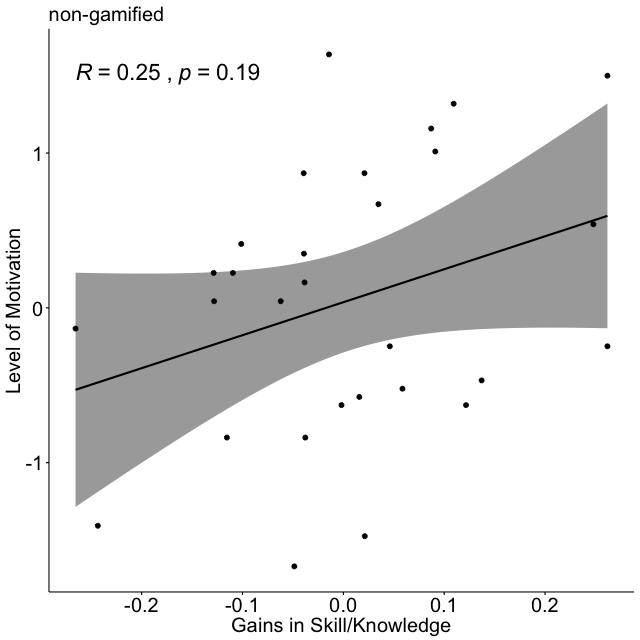 non-gamified
R = 0.25 , p = 0.19
Level of Motivation
1
0
-1
-0.2 -0.1 0.0 0.1 0.2
Gains in Skill/Knowledge